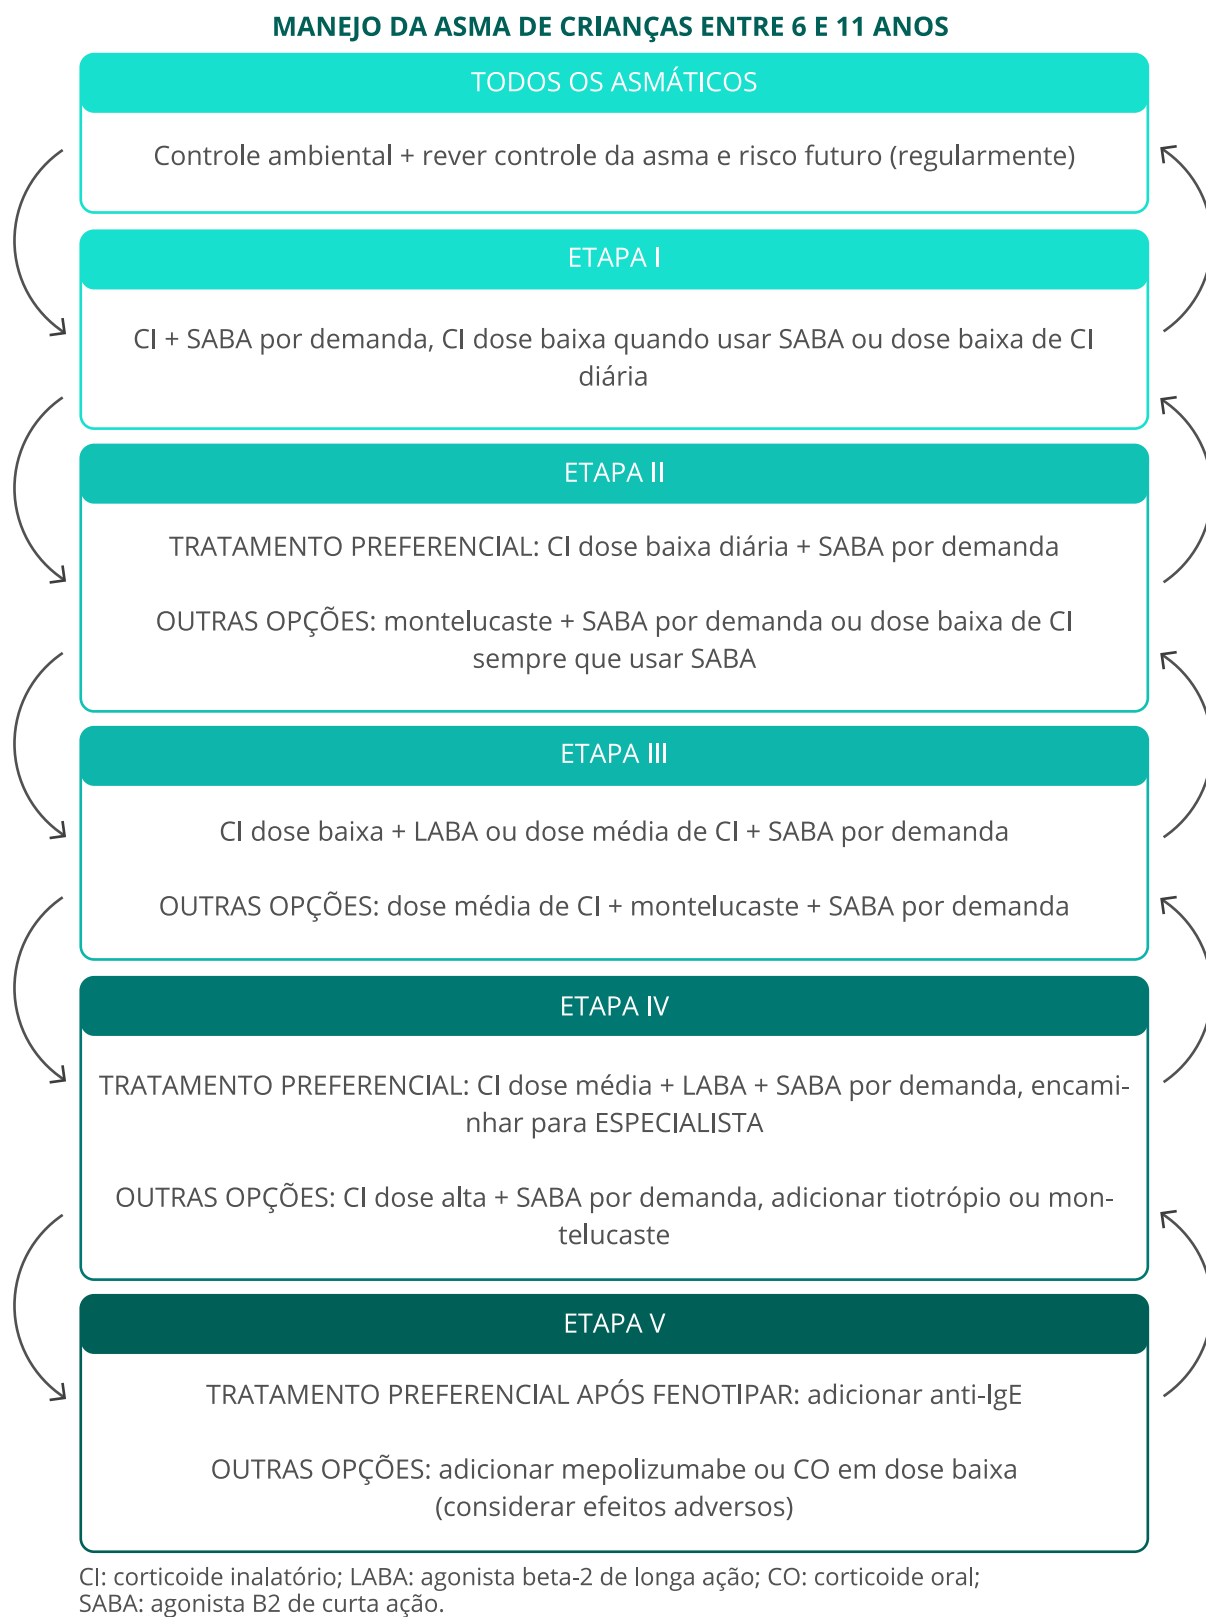 MANEJO DA ASMA DE CRIANÇAS ENTRE 6 E 11 ANOS
TODOS OS ASMÁTICOS
Controle ambiental + rever controle da asma e risco futuro (regularmente)
ETAPA I
CI + SABA por demanda, CI dose baixa quando usar SABA ou dose baixa de CI
diária
ETAPA II
TRATAMENTO PREFERENCIAL: CI dose baixa diária + SABA por demanda
OUTRAS OPÇÕES: montelucaste + SABA por demanda ou dose baixa de CI
sempre que usar SABA
ETAPA III
CI dose baixa + LABA ou dose média de CI + SABA por demanda
OUTRAS OPÇÕES: dose média de CI + montelucaste + SABA por demanda
ETAPA IV
TRATAMENTO PREFERENCIAL: CI dose média + LABA + SABA por demanda, encami-
nhar para ESPECIALISTA
OUTRAS OPÇÕES: CI dose alta + SABA por demanda, adicionar tiotrópio ou mon-
telucaste
ETAPA V
TRATAMENTO PREFERENCIAL APÓS FENOTIPAR: adicionar anti-IgE
OUTRAS OPÇÕES: adicionar mepolizumabe ou CO em dose baixa
(considerar efeitos adversos)
CI: corticoide inalatório; LABA: agonista beta-2 de longa ação; CO: corticoide oral;
SABA: agonista B2 de curta ação.